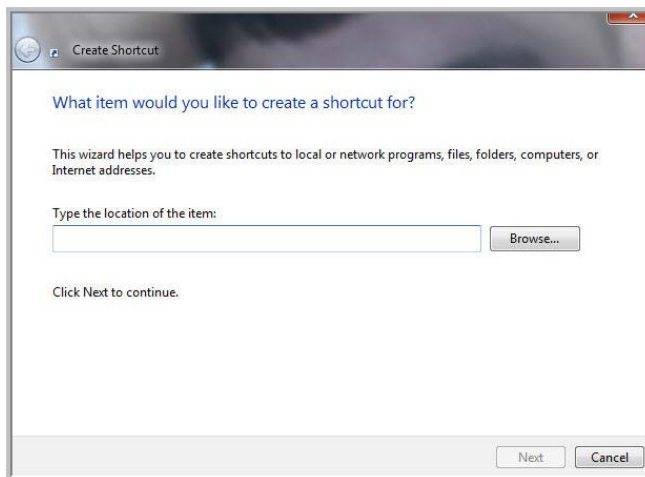 Create Shortcut
What item would you like to create a shortcut for?
This wizard helps you to create shortcuts to local or network programs, files, folders, computers, or
Internet addresses.
Type the location of the item:
Browse...
Click Next to continue.
Next Cancel